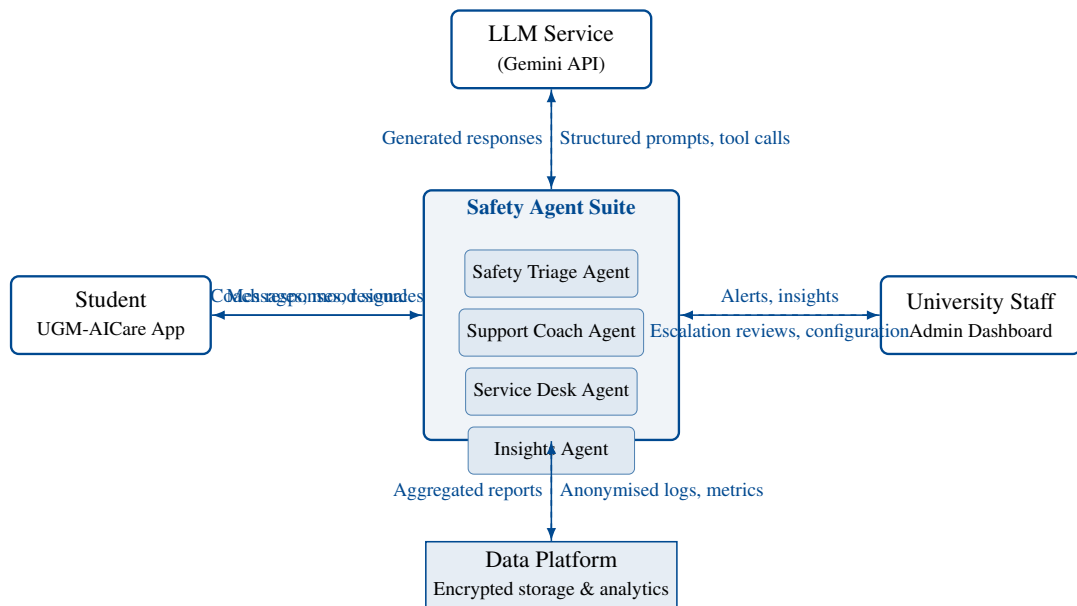 LLM Service
(Gemini API)
Generated responses
Structured prompts, tool calls
Safety Agent Suite
Safety Triage Agent
Student
UGM-AICare App
Alerts, insights
University Staff
Admin Dashboard
Support Coach Agent
Escalation reviews, configuration
Service Desk Agent
Insights Agent
Aggregated reports
Anonymised logs, metrics
Data Platform
Encrypted storage & analytics